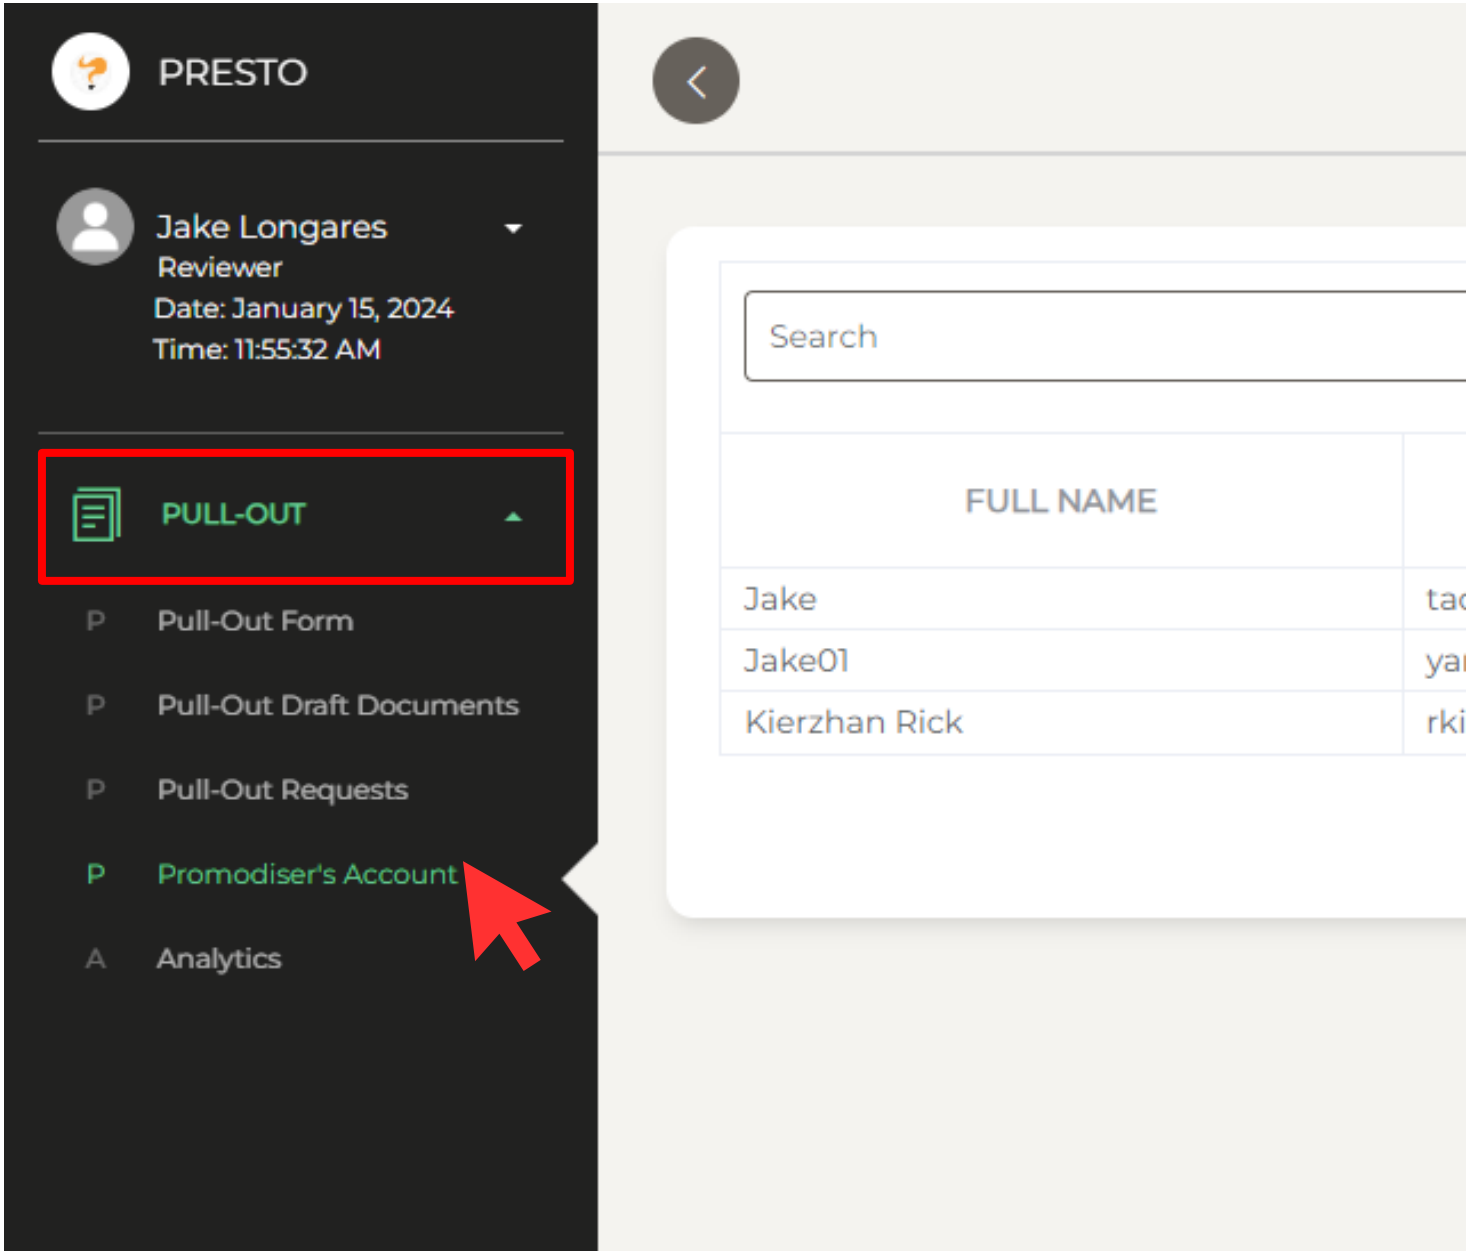 PRESTO
Jake Longares
Reviewer
Date: January 15, 2024
Time: 11:55:32 AM
PULL-OUT
P Pull-Out Form
P Pull-Out Draft Documents
P Pull-Out Requests
P Promodiser's Account
A Analytics
Search
FULL NAME
Jake
Jake01
Kierzhan Rick